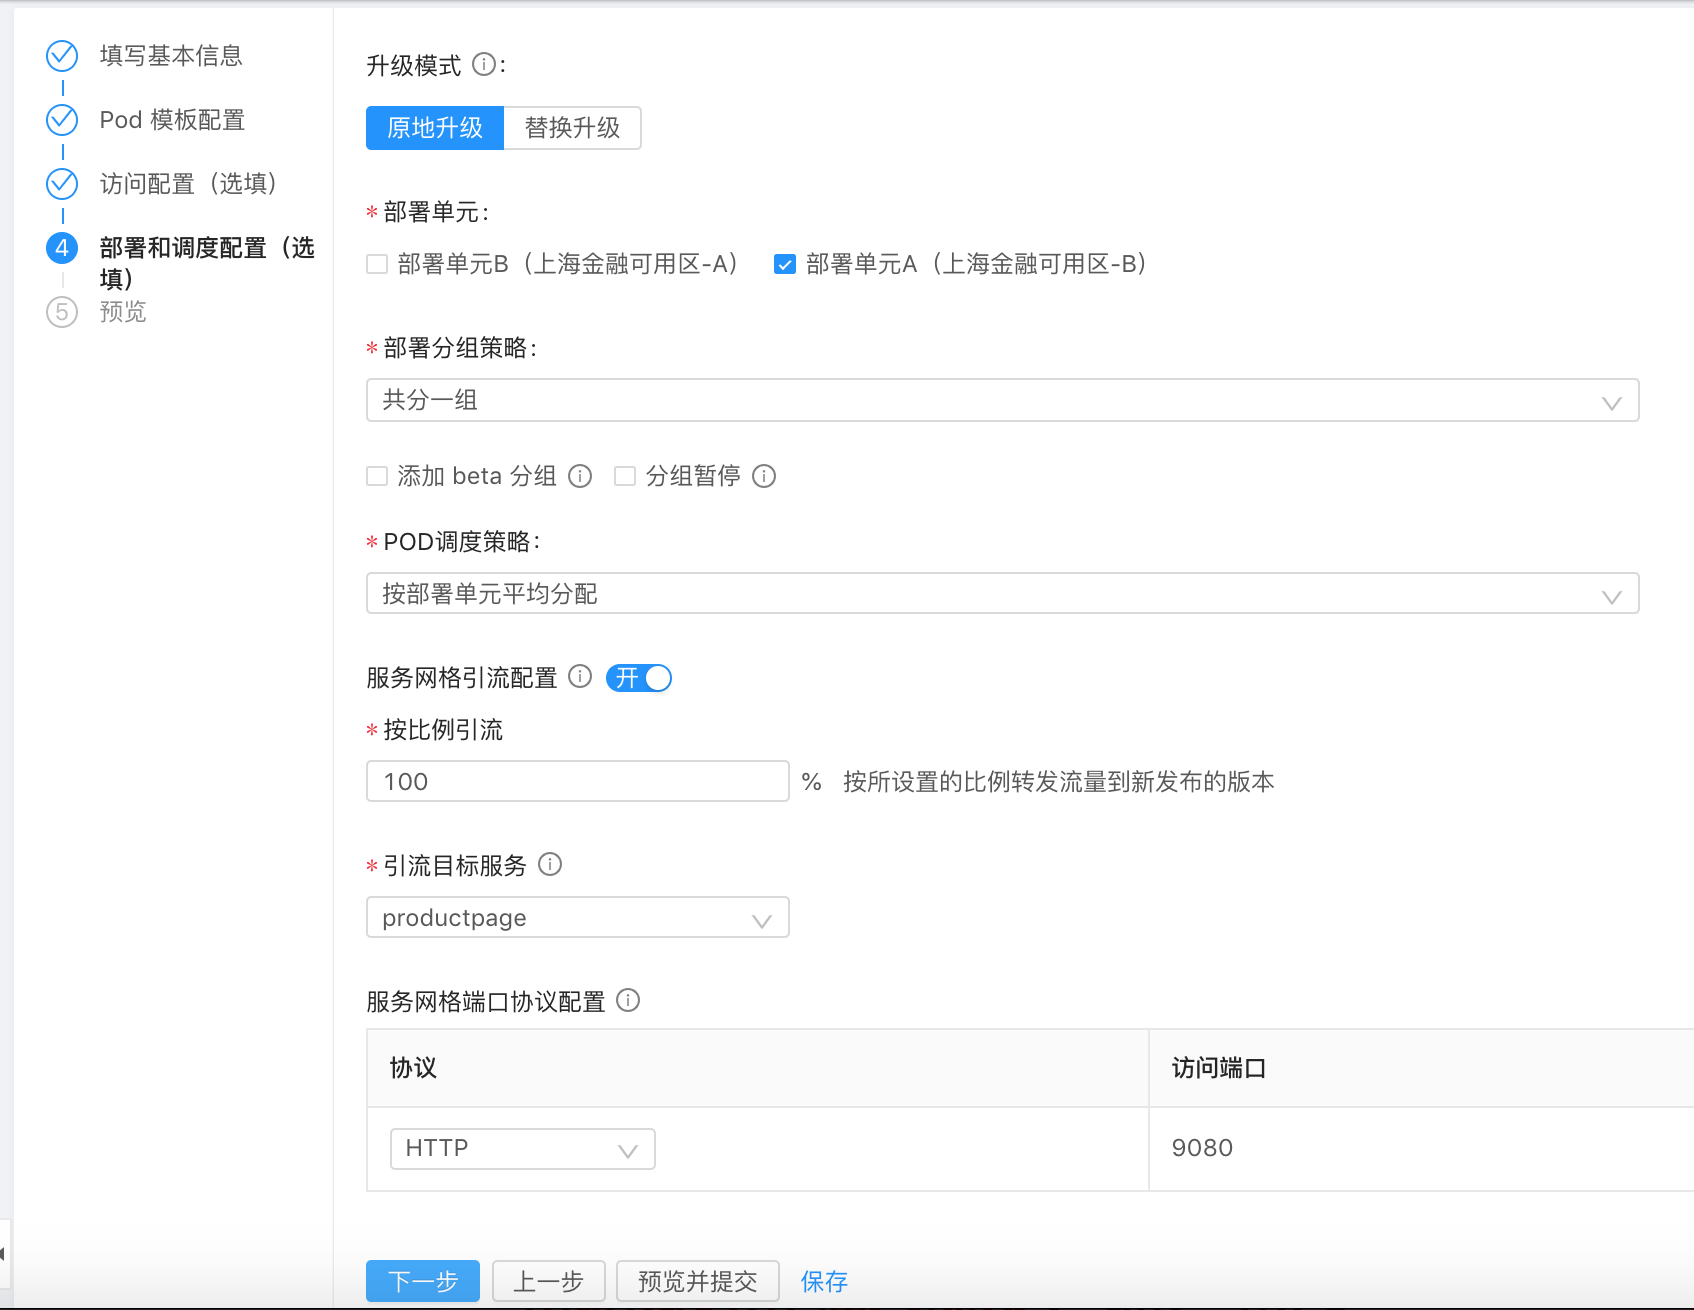 填写基本信息
Pod 模板配置
访问配置（选填）
4 部署和调度配置（选
填）
5 预览
升级模式 :
原地升级 替换升级
* 部署单元:
部署单元B（上海金融可用区-A） 部署单元A（上海金融可用区-B）
* 部署分组策略:
共分一组
添加 beta 分组 分组暂停
* POD调度策略:
按部署单元平均分配
服务网格引流配置 开
* 按比例引流
100 % 按所设置的比例转发流量到新发布的版本
* 引流目标服务
productpage
服务网格端口协议配置
协议 访问端口
HTTP 9080
下一步 上一步 预览并提交 保存